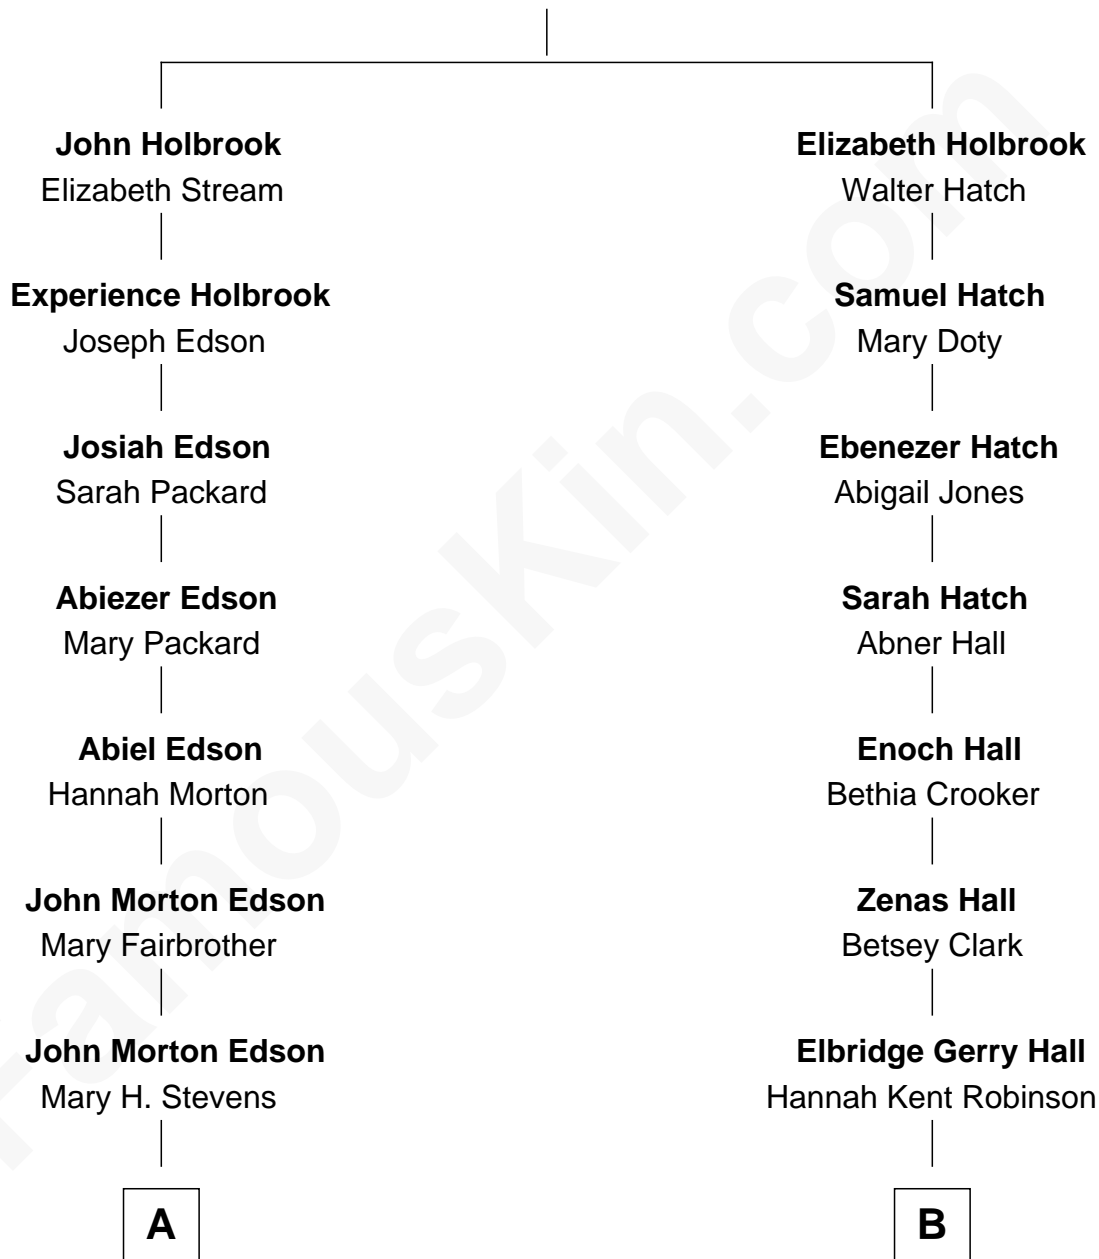 John Holbrook
Elizabeth Stream
Experience Holbrook
Joseph Edson
Josiah Edson
Sarah Packard
Abiezer Edson
Mary Packard
Abiel Edson
Hannah Morton
John Morton Edson
Mary Fairbrother
John Morton Edson
Mary H. Stevens
A
Elizabeth Holbrook
Walter Hatch
Samuel Hatch
Mary Doty
Ebenezer Hatch
Abigail Jones
Sarah Hatch
Abner Hall
Enoch Hall
Bethia Crooker
Zenas Hall
Betsey Clark
Elbridge Gerry Hall
Hannah Kent Robinson
B
FamousKin.com